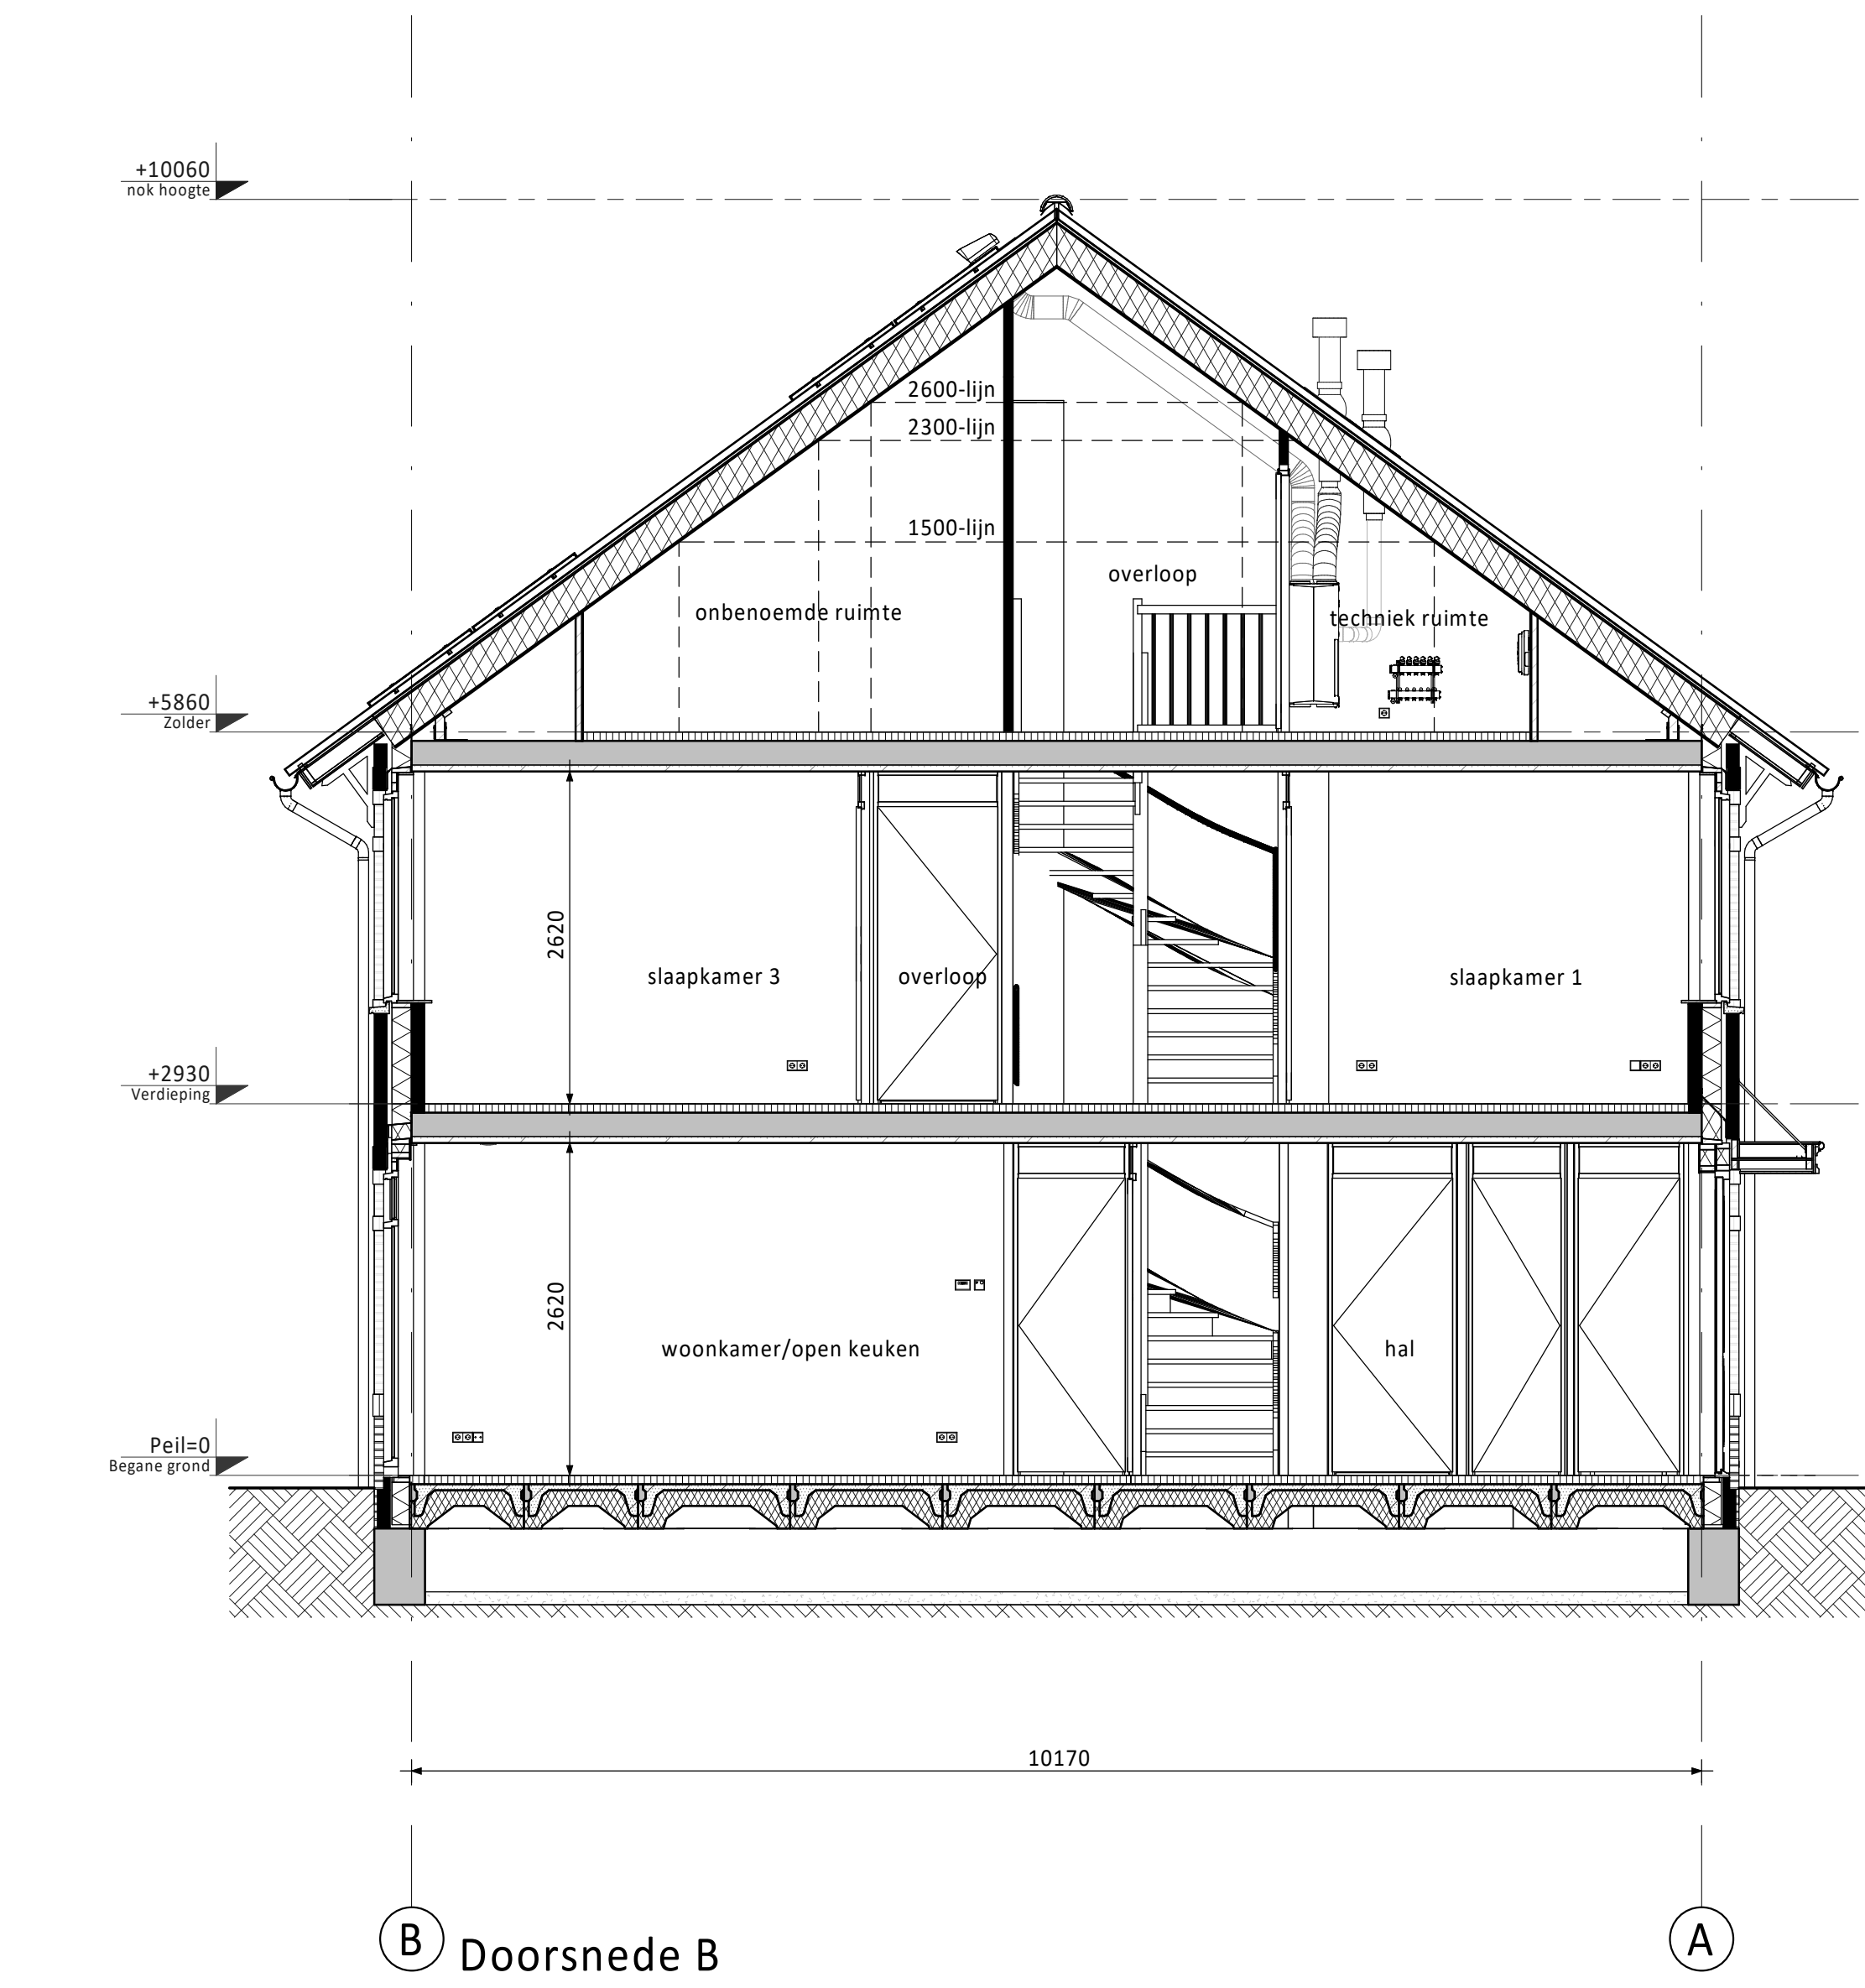 +10060
nok hoogte
2600-lijn
2300-lijn
1500-lijn
overloop
onbenoemde ruimte
techniek ruimte
+5860
Zolder
2620
slaapkamer 3
overloop
slaapkamer 1
+2930
Verdieping
2620
woonkamer/open keuken
hal
Peil=0
Begane grond
10170
B
Doorsnede B
A